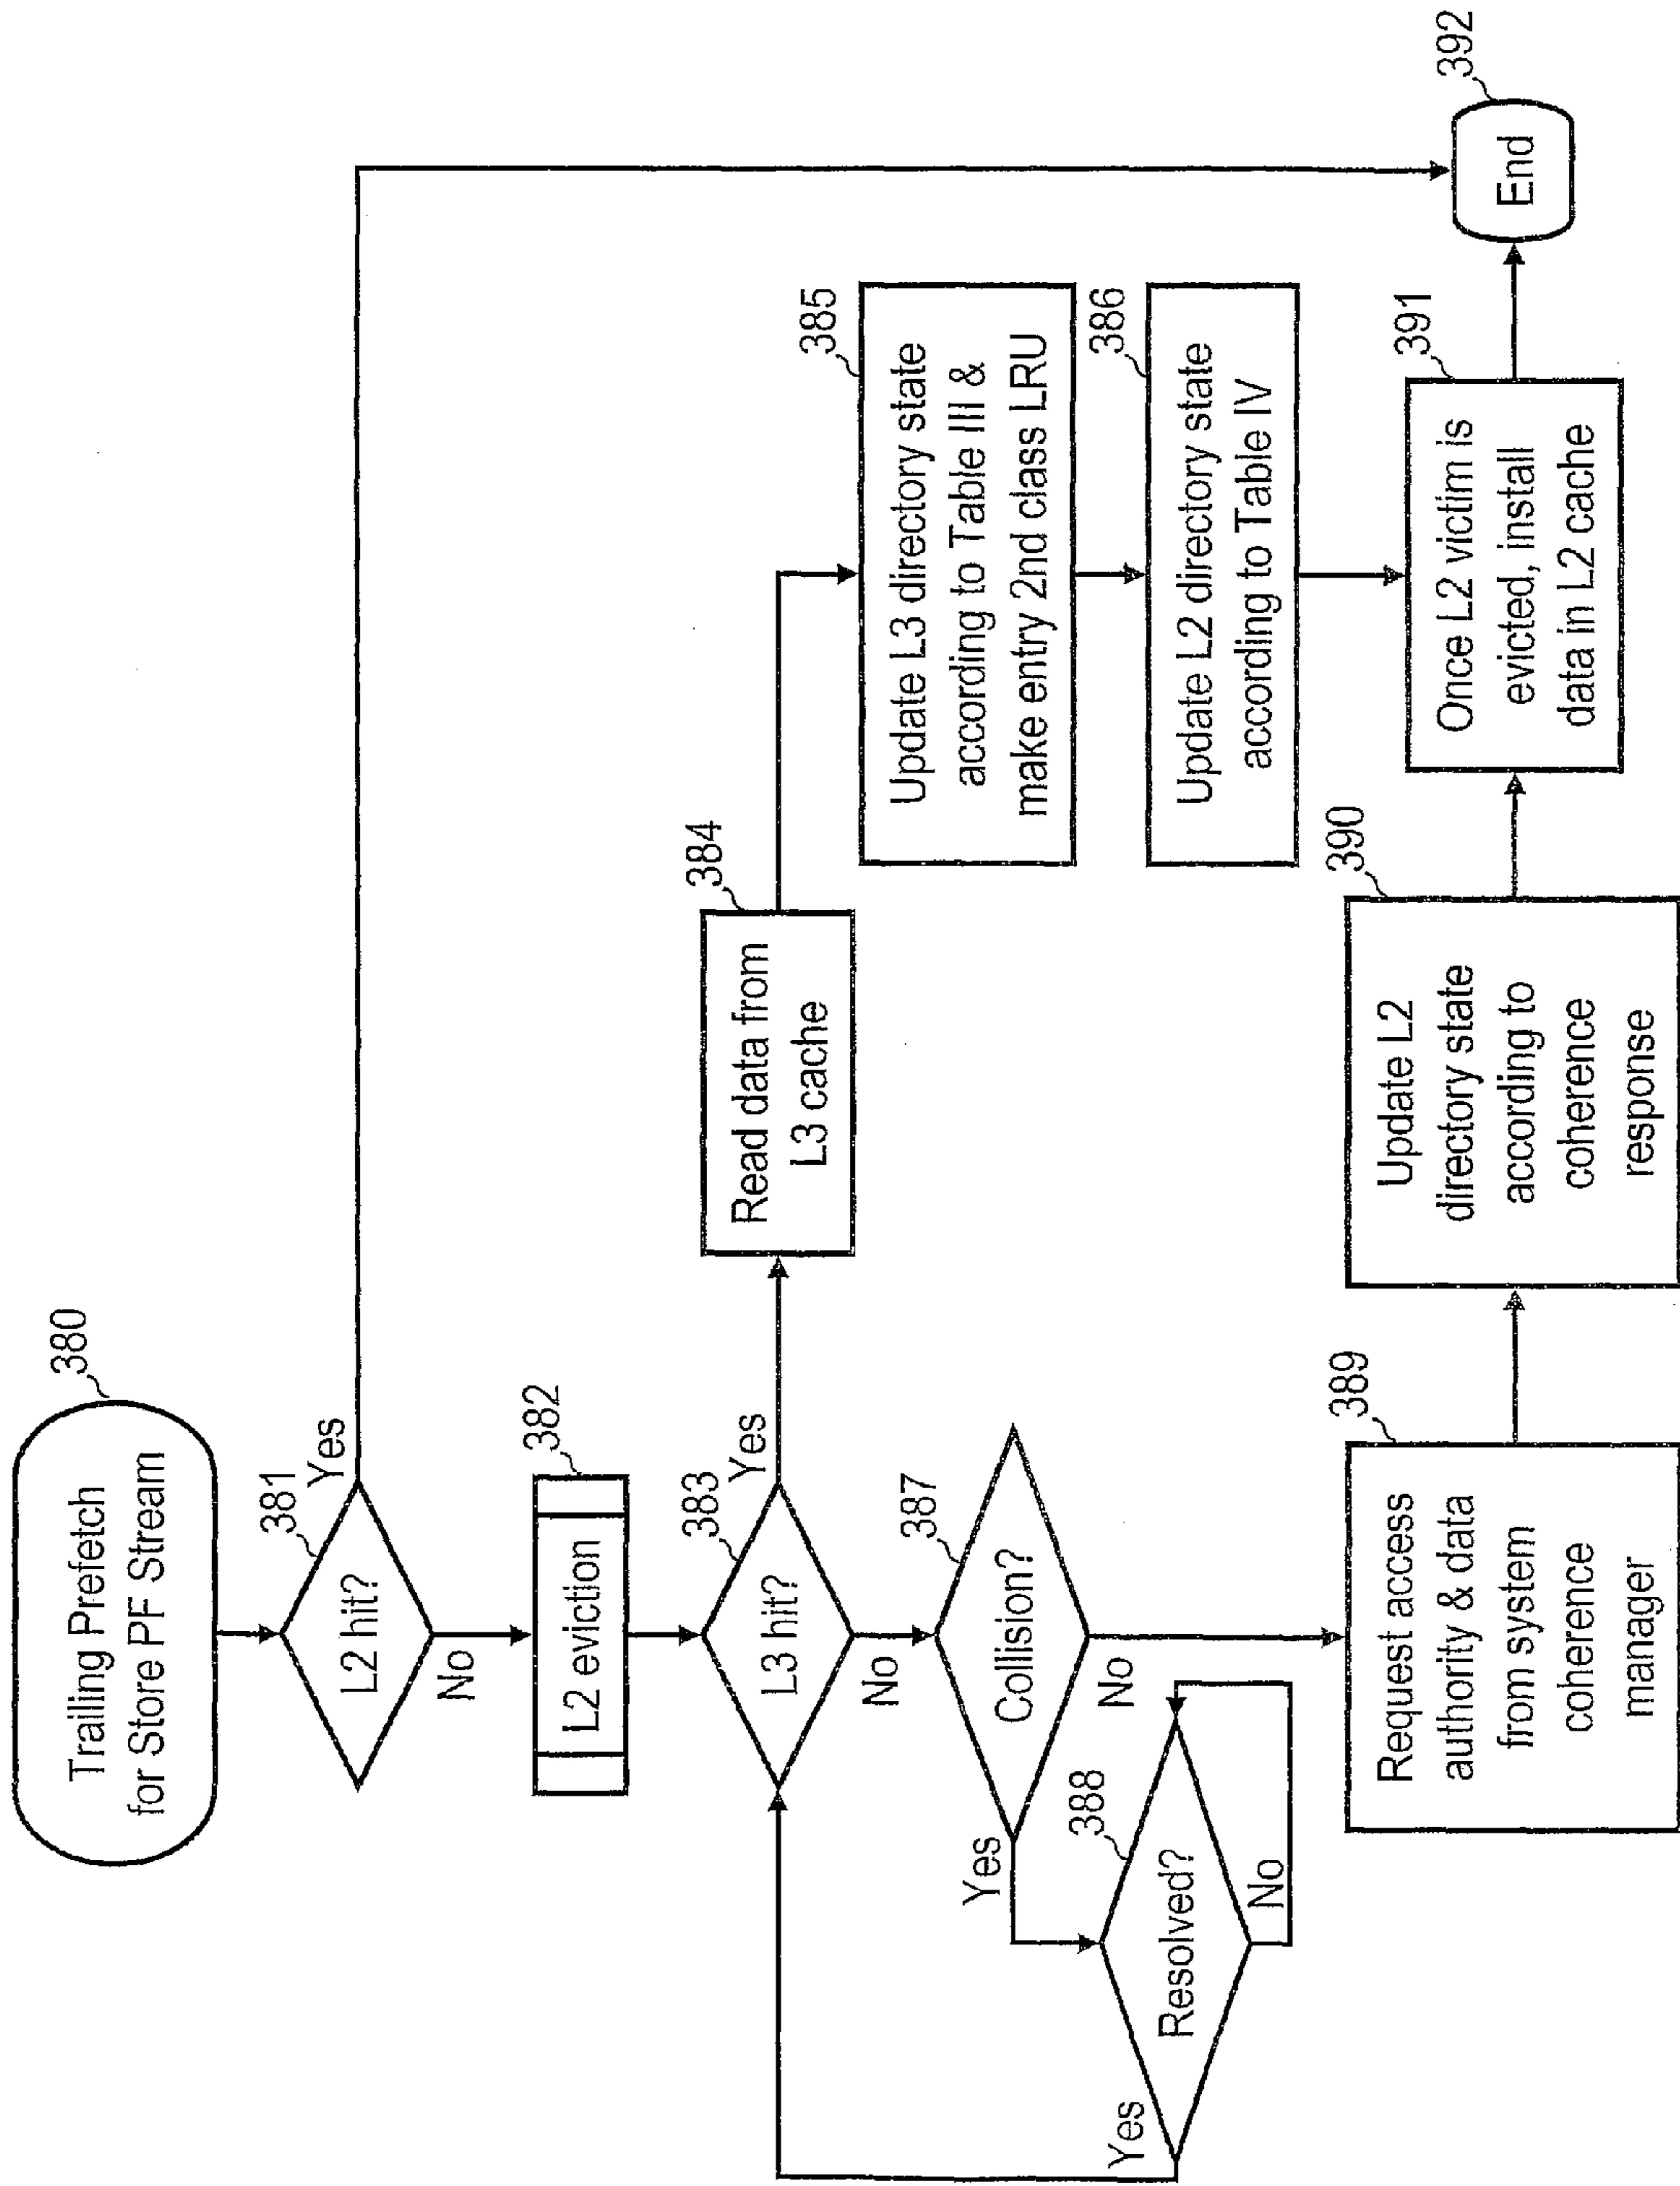 380
Trailing Prefetch
for Store PF Stream
381
L2 hit?
Yes
No
382
L2 eviction
383
L3 hit?
Yes
No
384
Read data from
L3 cache
385
Update L3 directory state
according to Table III &
make entry 2nd class LRU
386
Update L2 directory state
according to Table IV
387
Collision?
Yes
No
388
Resolved?
Yes
No
389
Request access
authority & data
from system
coherence
manager
390
Update L2
directory state
according to
coherence
response
391
Once L2 victim is
evicted, install
data in L2 cache
392
End